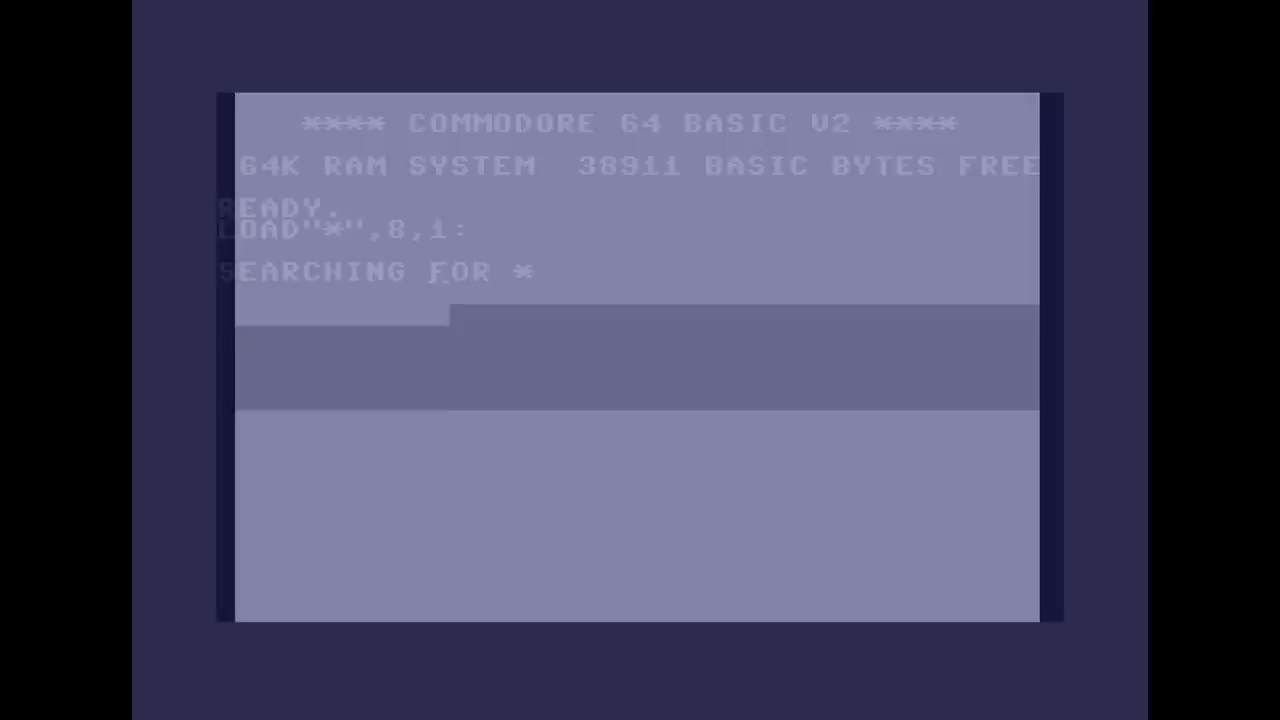 **** COMMODORE 64 BASIC V2 ****
64K RAM SYSTEM  38911 BASIC BYTES FREE
READY.
LOAD"*",8,1:
SEARCHING FOR *